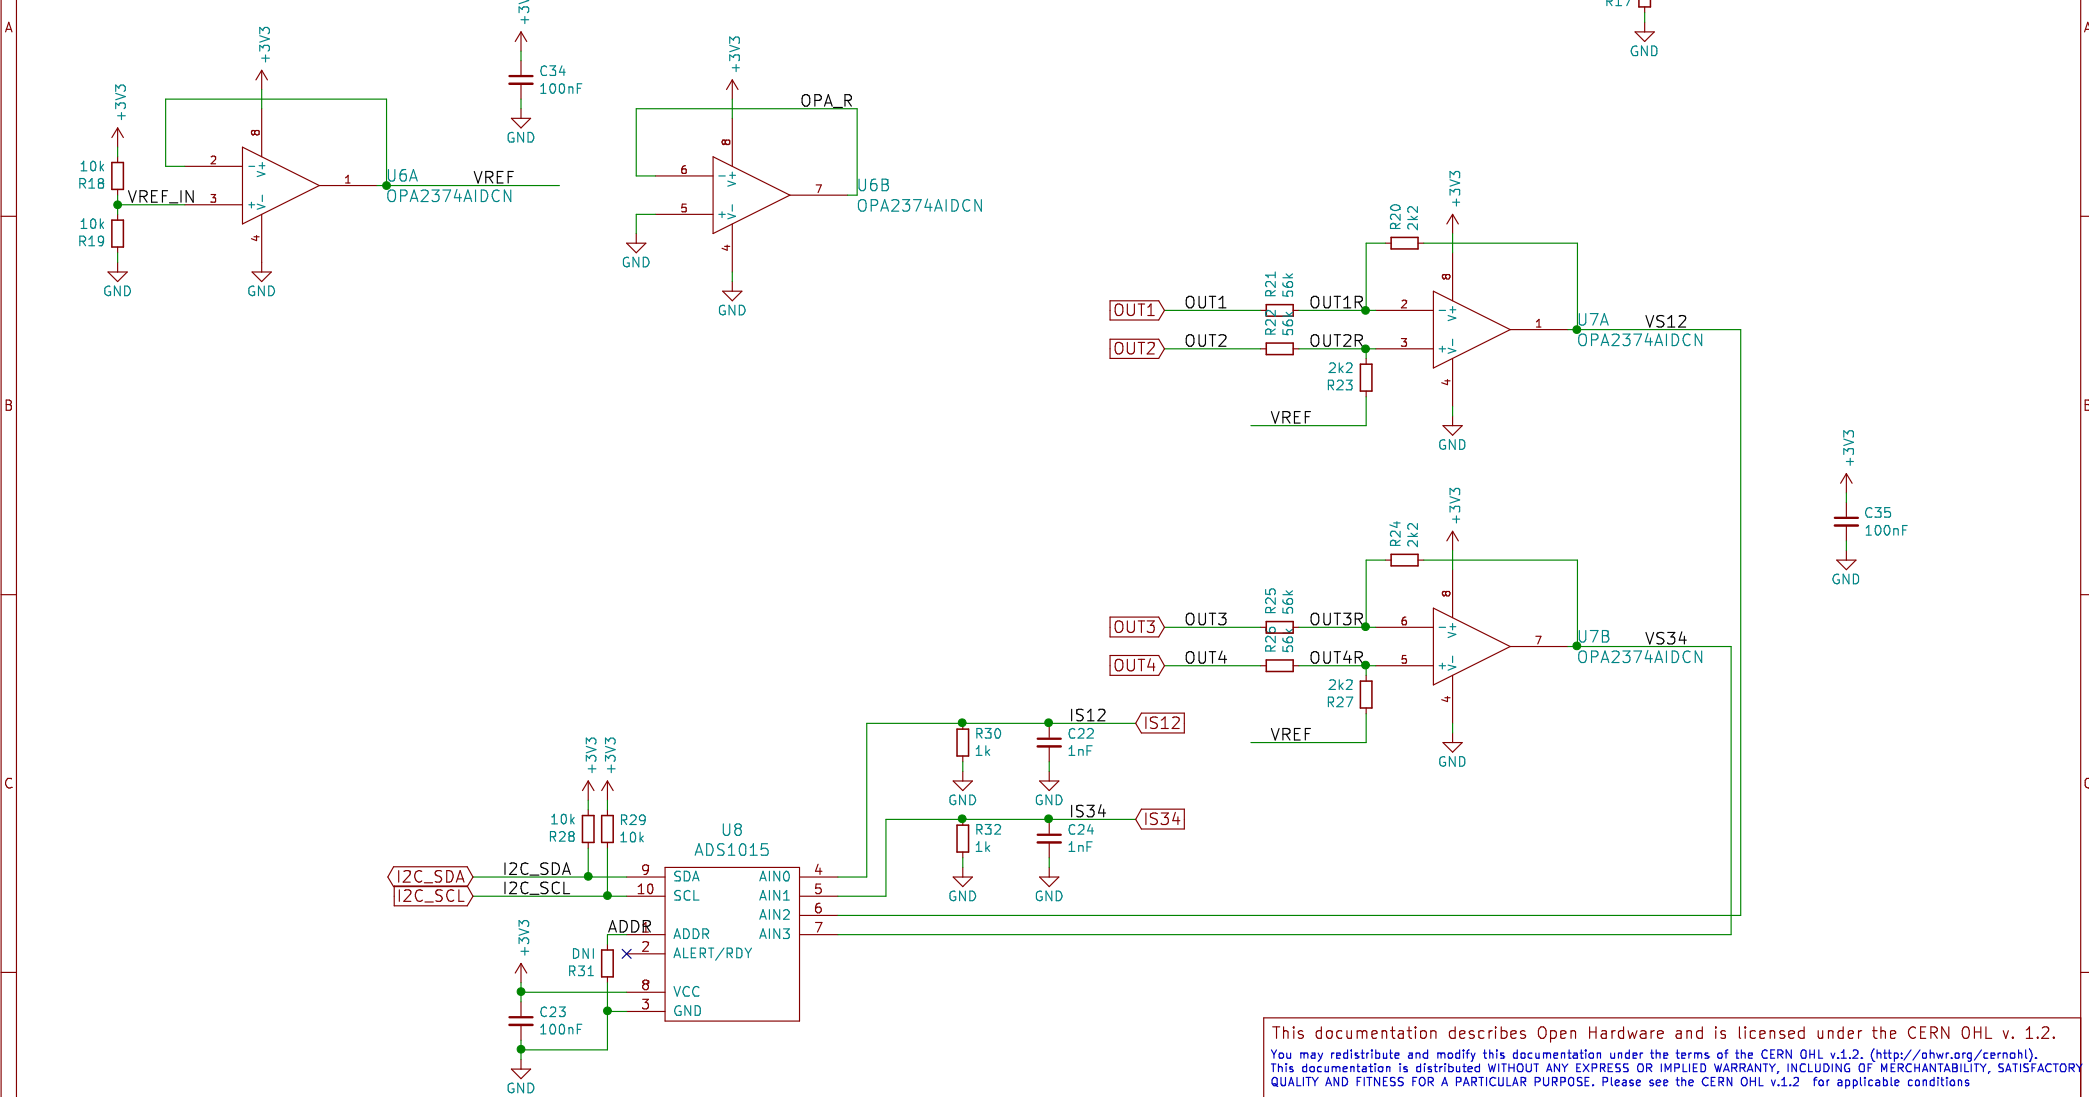 A
A
R17
GND
+3V3
+3V
C34
100nF
GND
+3V3
+3V3
OPA_R
8
2
10k
R18
VREF_IN
3
1
U6A
VREF
OPA2374AIDCN
-
+
V+
V-
4
10k
R19
GND
GND
8
6
5
7
U6B
OPA2374AIDCN
-
+
V+
V-
4
GND
GND
+3V3
R20
2k2
8
R21
56k
OUT1
OUT1
OUT1R
2
R22
56k
OUT2
OUT2
OUT2R
3
1
U7A
VS12
OPA2374AIDCN
-
+
V+
V-
4
2k2
R23
VREF
GND
B
+3V3
C35
100nF
GND
+3V3
R24
2k2
8
R25
56k
OUT3
OUT3
OUT3R
6
R26
56k
OUT4
OUT4
OUT4R
5
7
U7B
VS34
OPA2374AIDCN
-
+
V+
V-
4
2k2
R27
VREF
GND
IS12
IS12
R30
1k
C22
1nF
GND
GND
C
IS34
IS34
R32
1k
C24
1nF
GND
GND
+3V3
+3V3
10k
R28
R29
10k
U8
ADS1015
I2C_SDA
I2C_SDA
9
SDA
AIN0
4
I2C_SCL
I2C_SCL
10
SCL
AIN1
5
AIN2
6
ADDR
ADDR
AIN3
7
DNI
R31
2
ALERT/RDY
+3V3
8
VCC
3
GND
C23
100nF
GND
This documentation describes Open Hardware and is licensed under the CERN OHL v. 1.2.
You may redistribute and modify this documentation under the terms of the CERN OHL v.1.2. (http://ohwr.org/cernohl).
This documentation is distributed WITHOUT ANY EXPRESS OR IMPLIED WARRANTY, INCLUDING OF MERCHANTABILITY, SATISFACTORY
QUALITY AND FITNESS FOR A PARTICULAR PURPOSE. Please see the CERN OHL v.1.2 for applicable conditions